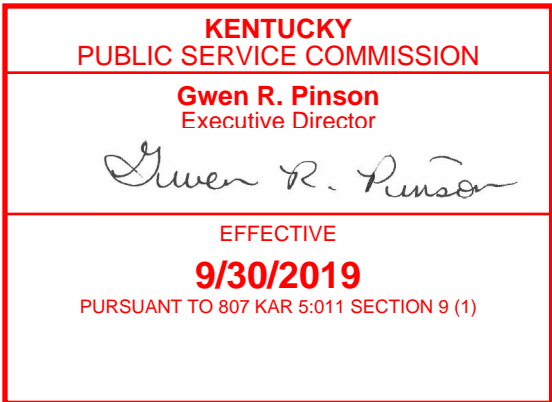 KENTUCKY
PUBLIC SERVICE COMMISSION
Gwen R. Pinson
Executive Director
Gwen R. Pinson
EFFECTIVE
9/30/2019
PURSUANT TO 807 KAR 5:011 SECTION 9 (1)